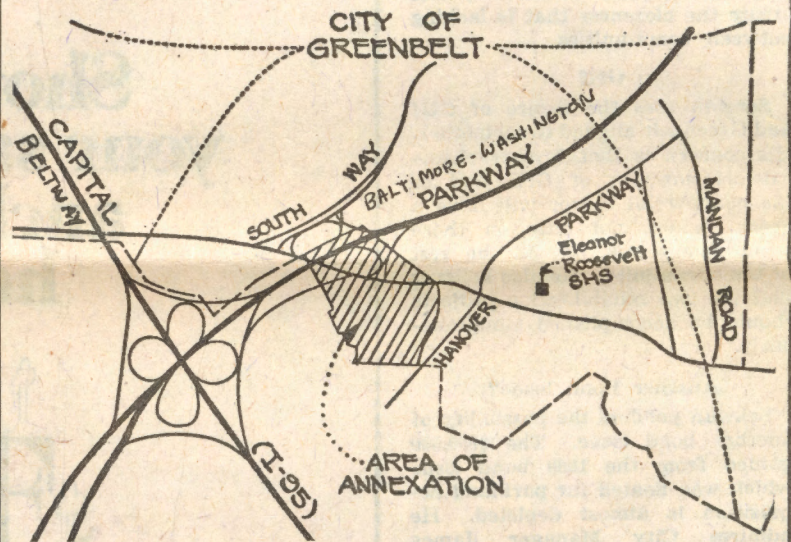 CITY OF
GREENBELT
CAPITAL
BELTWAY
SOUTH WAY
BALTIMORE-WASHINGTON
PARKWAY
PARKWAY
Eleanor
Roosevelt
SHS
MANDAN ROAD
HANOVER
AREA OF
ANNEXATION
(I-95)